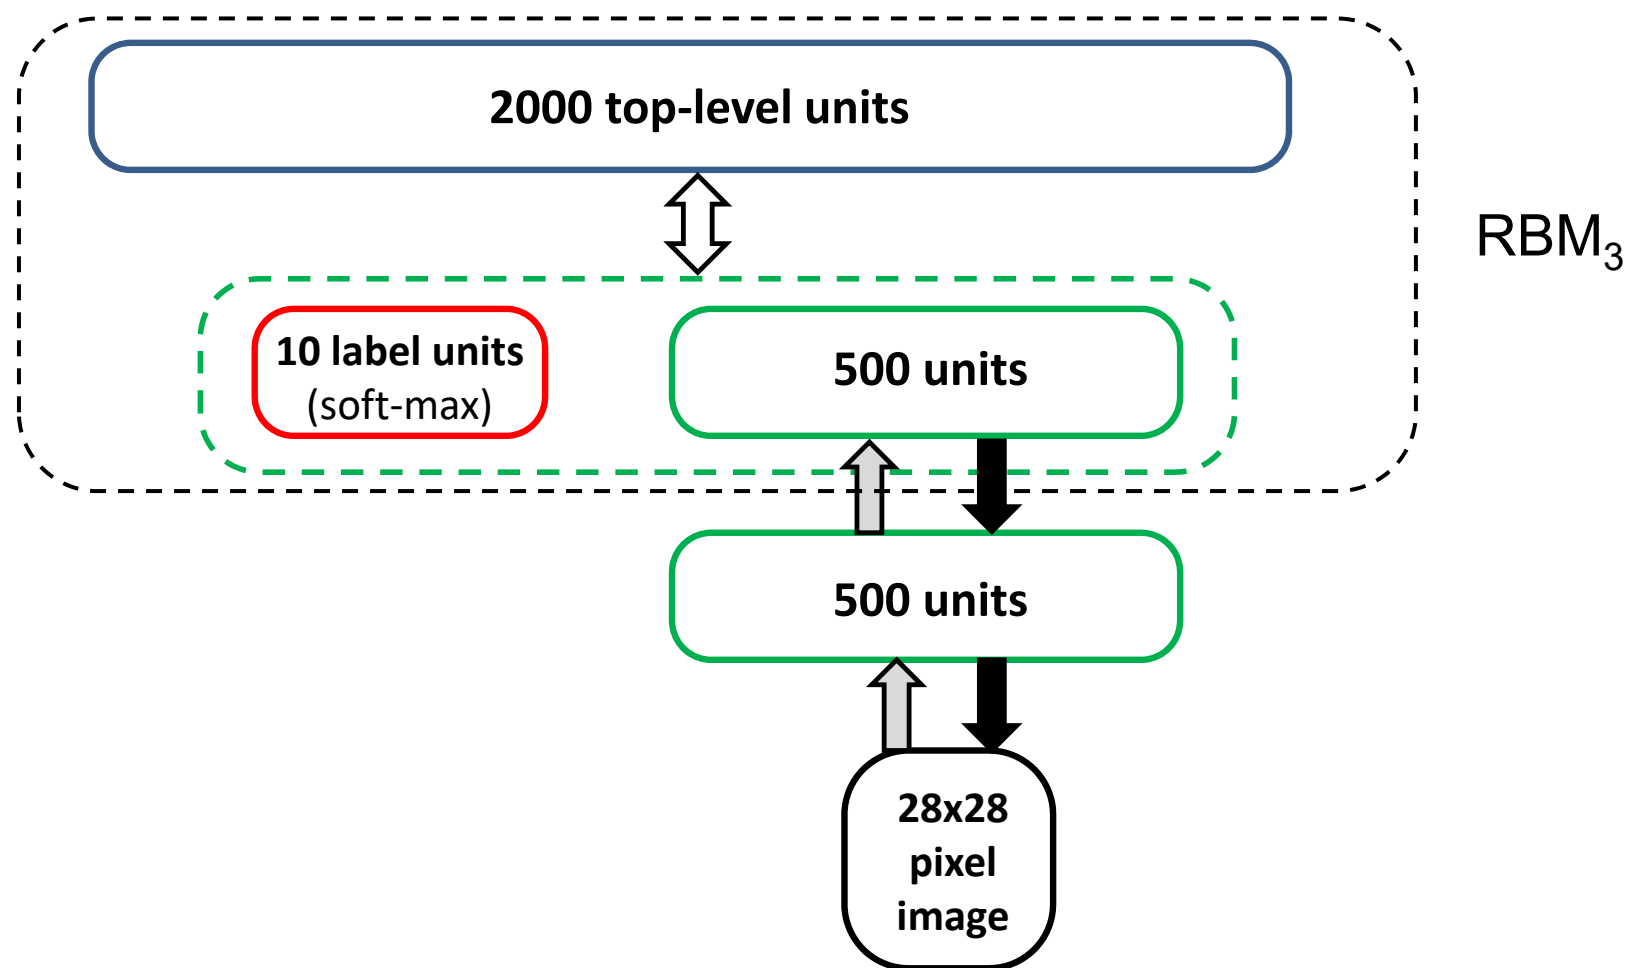 2000 top-level units
RBM₃
10 label units
(soft-max)
500 units
500 units
28x28
pixel
image